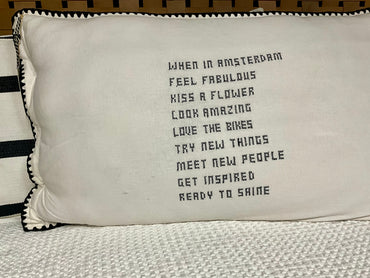 WHEN IN AMSTERDAM
FEEL FABULOUS
KISS A FLOWER
LOOK AMAZING
LOVE THE BIKES
TRY NEW THINGS
MEET NEW PEOPLE
GET INSPIRED
READY TO SHINE